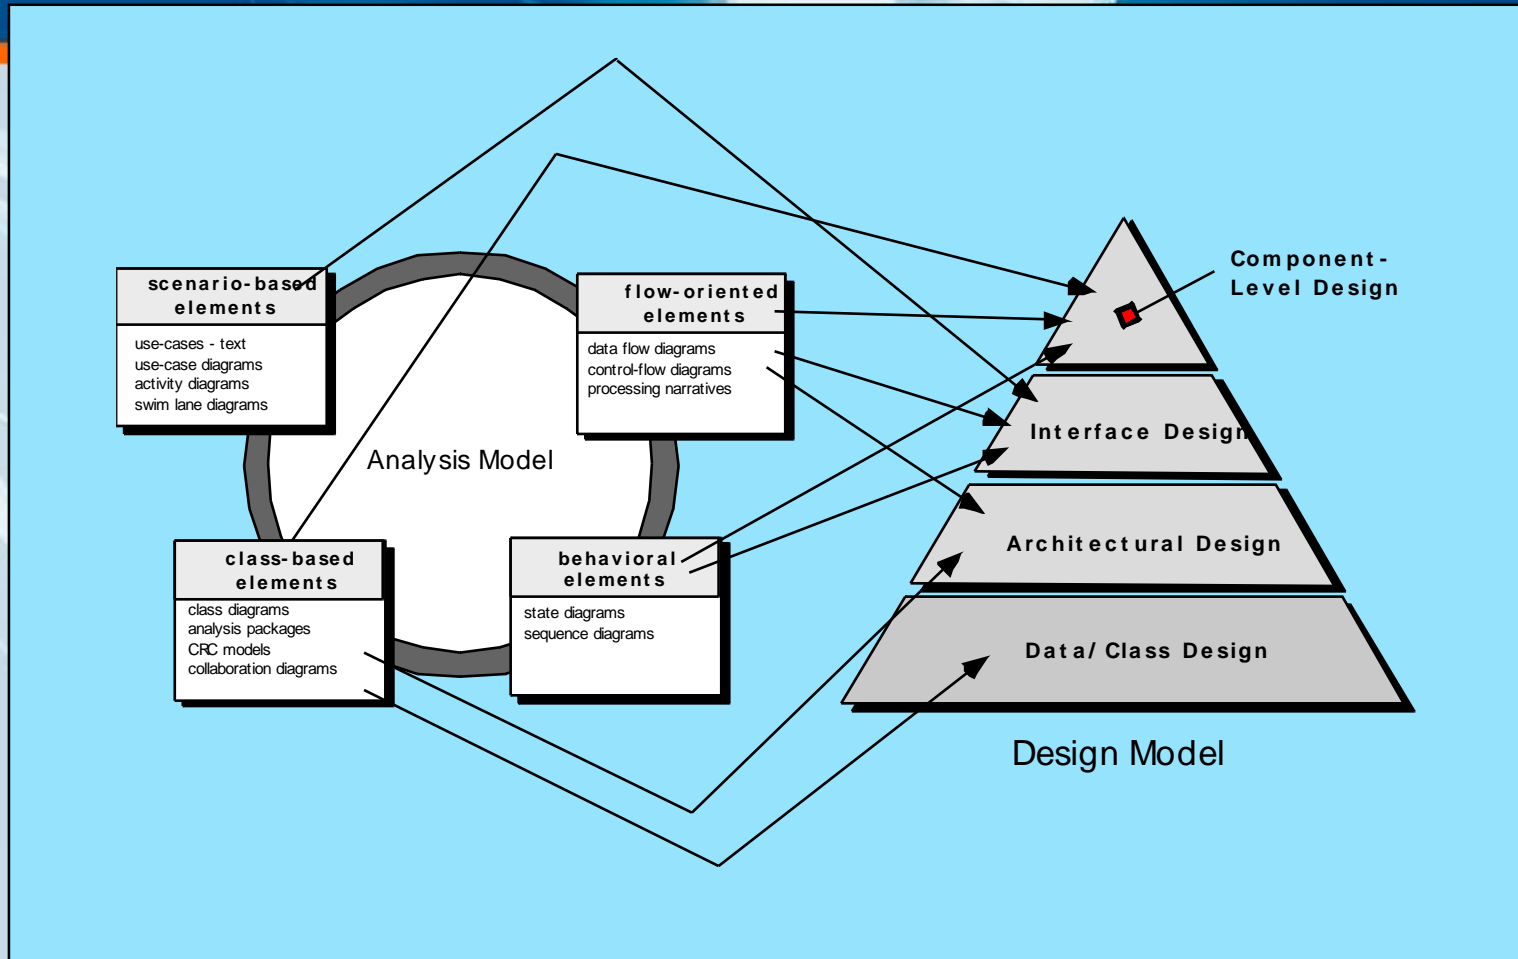 scenario-based
elements
use-cases - text
use-case diagrams
activity diagrams
swim lane diagrams
flow-oriented
elements
data flow diagrams
control-flow diagrams
processing narratives
Analysis Model
class-based
elements
class diagrams
analysis packages
CRC models
collaboration diagrams
behavioral
elements
state diagrams
sequence diagrams
Component-
Level Design
Interface Design
Architectural Design
Data/Class Design
Design Model